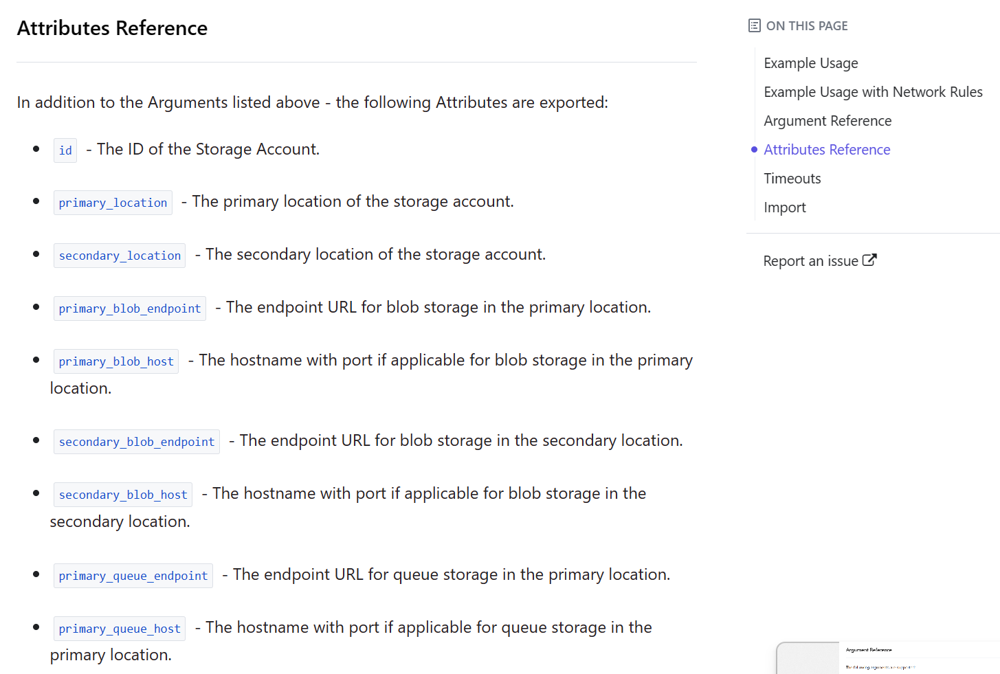 Attributes Reference
In addition to the Arguments listed above - the following Attributes are exported:
id - The ID of the Storage Account.
primary_location - The primary location of the storage account.
secondary_location - The secondary location of the storage account.
primary_blob_endpoint - The endpoint URL for blob storage in the primary location.
primary_blob_host - The hostname with port if applicable for blob storage in the primary
location.
secondary_blob_endpoint - The endpoint URL for blob storage in the secondary location.
secondary_blob_host - The hostname with port if applicable for blob storage in the
secondary location.
primary_queue_endpoint - The endpoint URL for queue storage in the primary location.
primary_queue_host - The hostname with port if applicable for queue storage in the
primary location.
ON THIS PAGE
Example Usage
Example Usage with Network Rules
Argument Reference
Attributes Reference
Timeouts
Import
Report an issue
Argument Reference
The following arguments are supported: